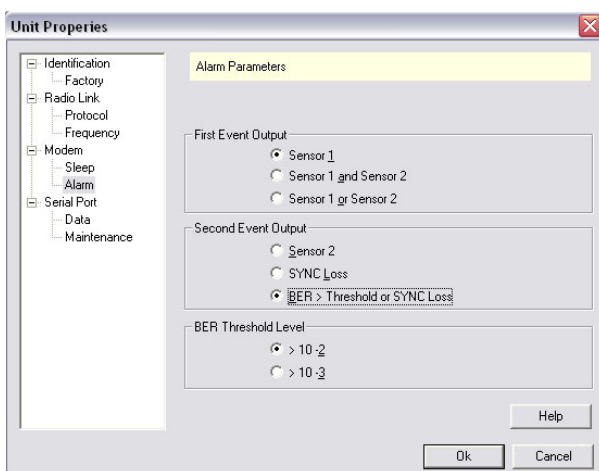 Unit Properies
Identification
Factory
Radio Link
Protocol
Frequency
Modem
Sleep
Alarm
Serial Port
Data
Maintenance
Alarm Parameters
First Event Output
Sensor 1
Sensor 1 and Sensor 2
Sensor 1 or Sensor 2
Second Event Output
Sensor 2
SYNC Loss
BER > Threshold or SYNC Loss
BER Threshold Level
> 10 -2
> 10 -3
Help
Ok
Cancel